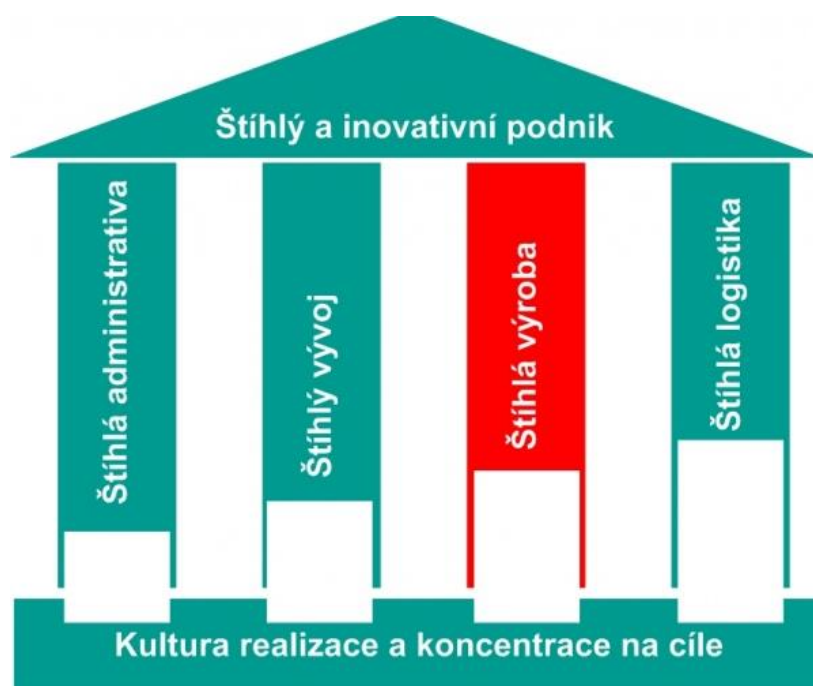 Štíhlý a inovativní podnik
Štíhlá administrativa
Štíhlý vývoj
Štíhlá výroba
Štíhlá logistika
Kultura realizace a koncentrace na cíle